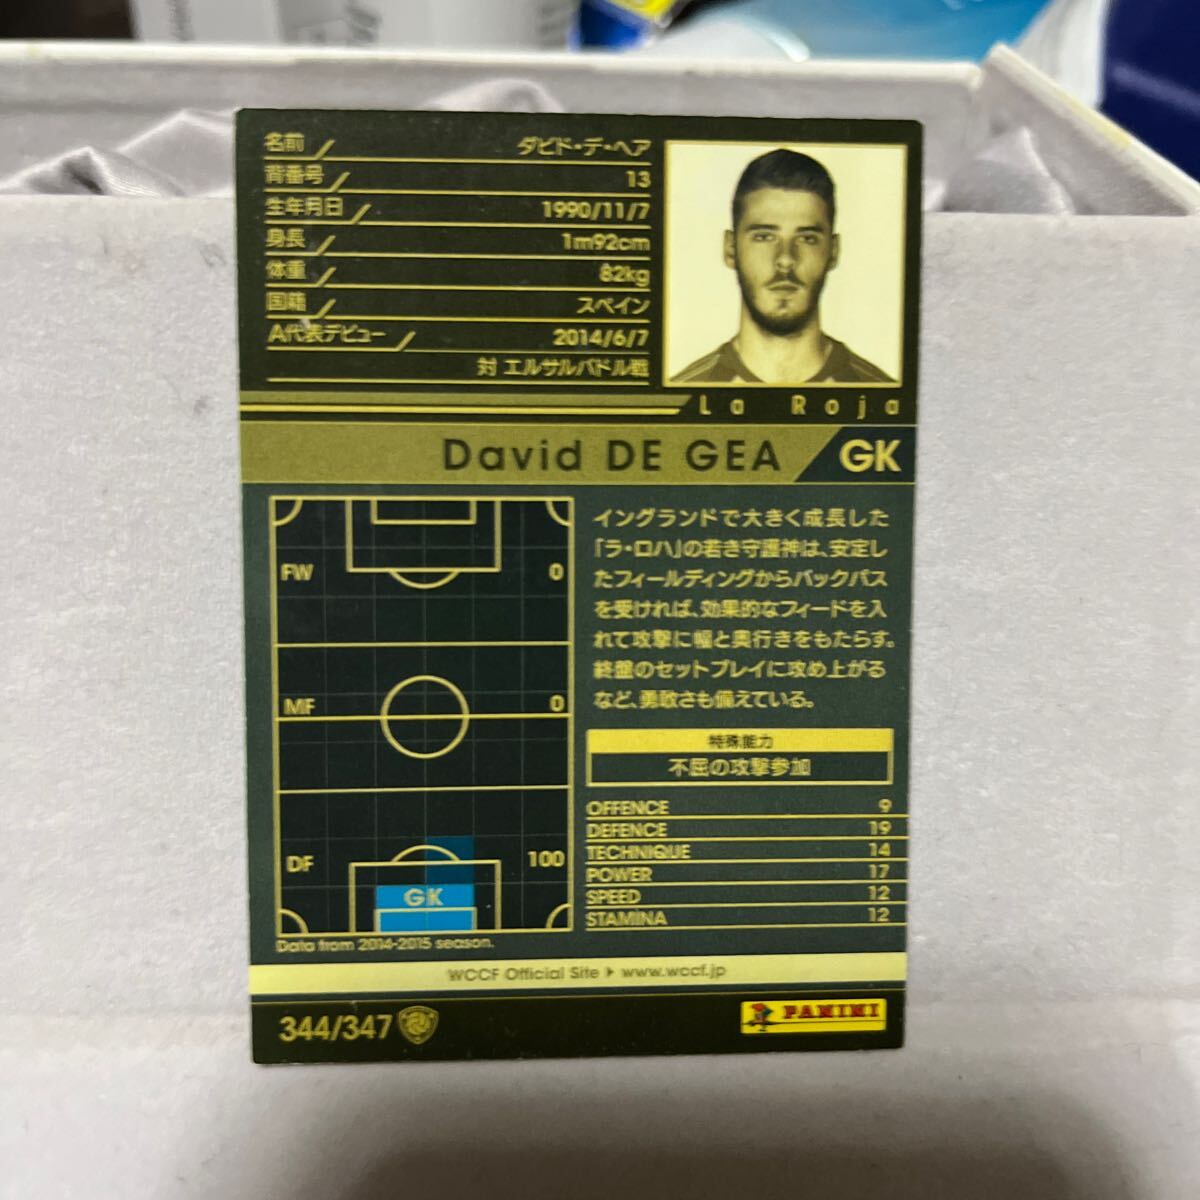 名前 ダビド・デ・ヘア
背番号 13
生年月日 1990/11/7
身長 1m92cm
体重 82kg
国籍 スペイン
A代表デビュー 2014/6/7
対 エルサルバドル戦
La Roja
David DE GEA GK
FW 0
MF 0
DF 100
GK
Data from 2014-2015 season.
イングランドで大きく成長した
「ラ・ロハ」の若き守護神は、安定し
たフィールディングからバックパス
を受ければ、効果的なフィードを入
れて攻撃に幅と奥行きをもたらす。
終盤のセットプレイに攻め上がる
など、勇敢さも備えている。
特殊能力
不屈の攻撃参加
OFFENCE 9
DEFENCE 19
TECHNIQUE 14
POWER 17
SPEED 12
STAMINA 12
WCCF Official Site ▶ www.wccf.jp
344/347
PANINI